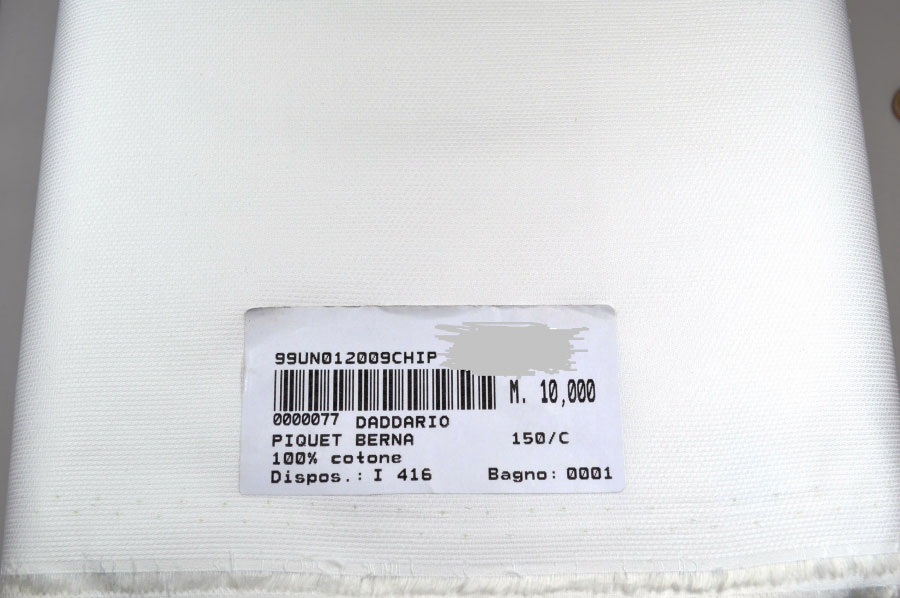 99UN012009CHIP
M. 10,000
0000077 DADDARIO
PIQUET BERNA 150/C
100% cotone
Dispos.: I 416 Bagno: 0001